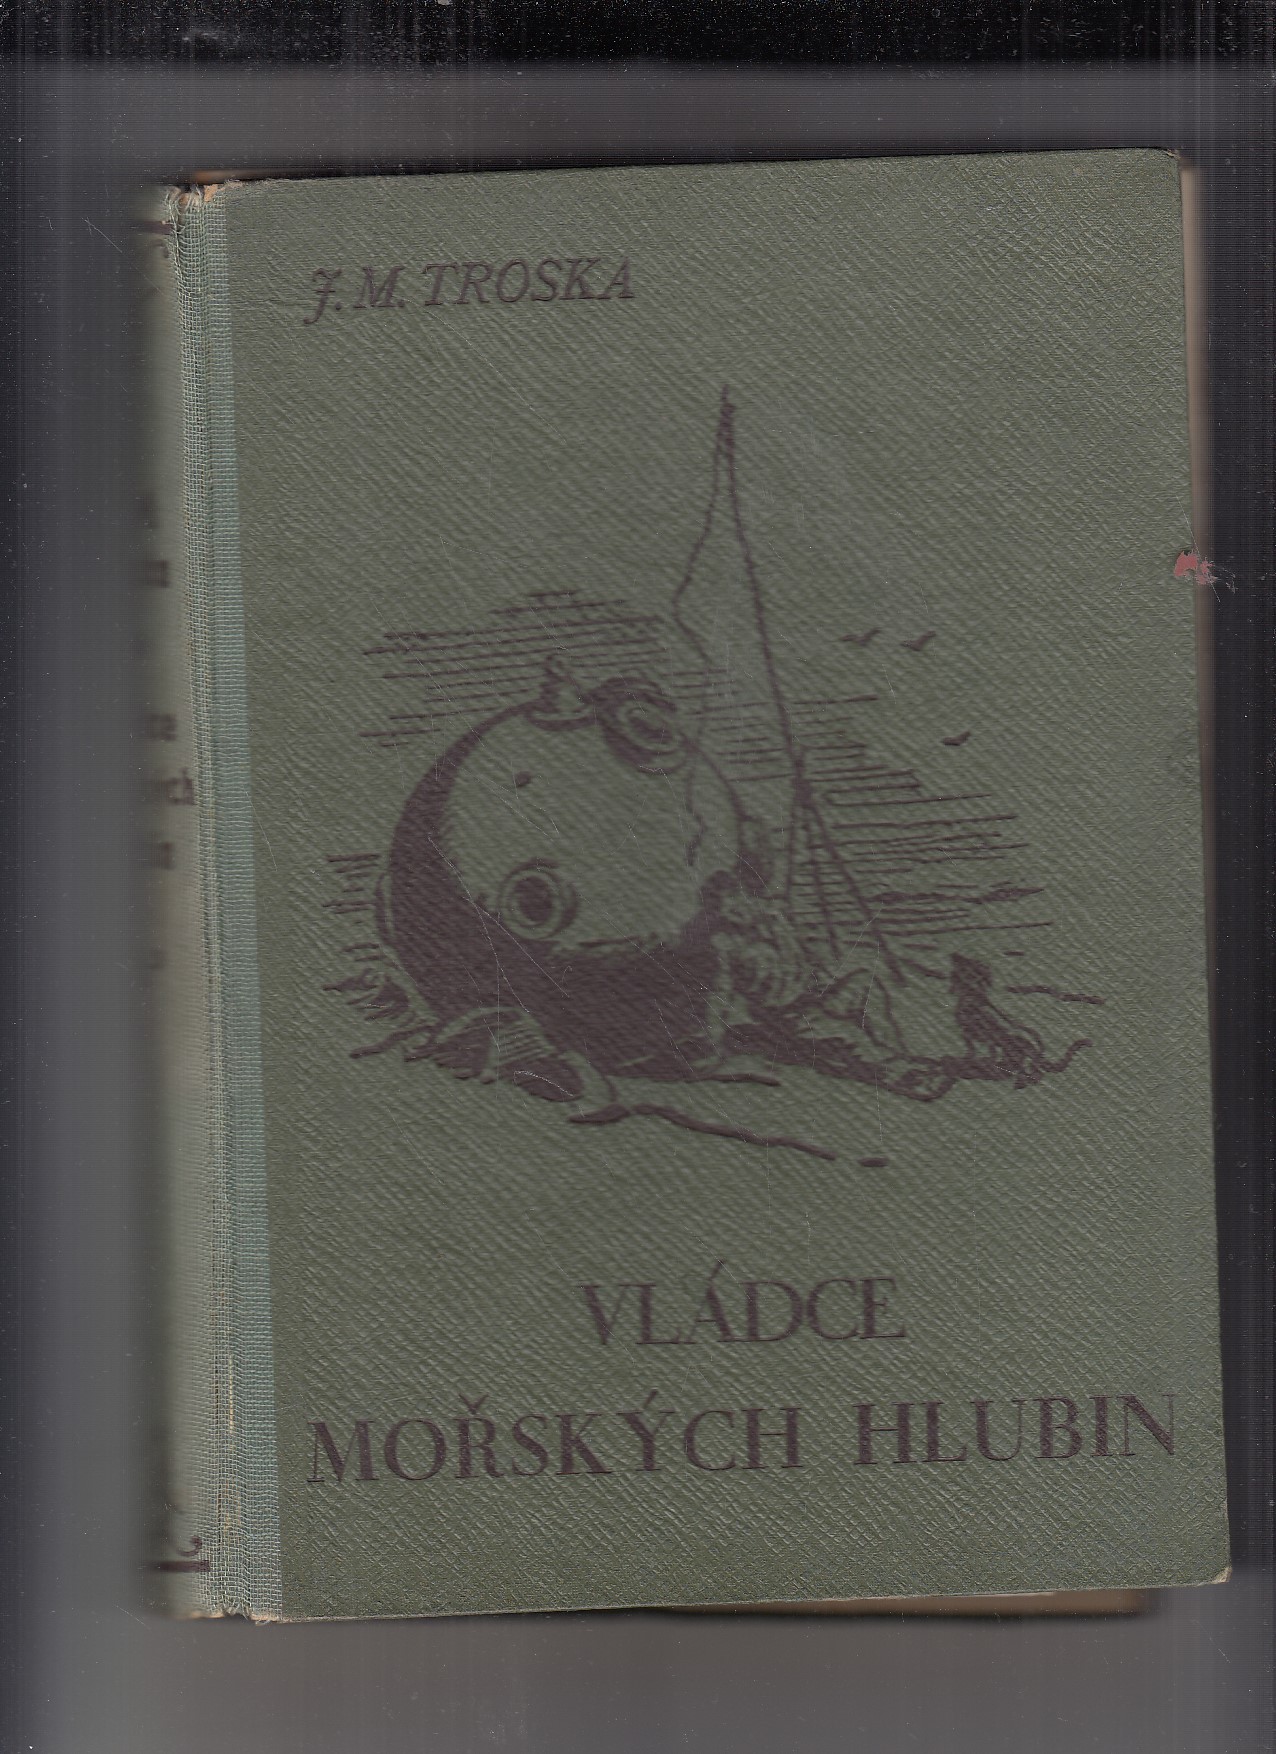 J. M. TROSKA
VLÁDCE
MOŘSKÝCH HLUBIN